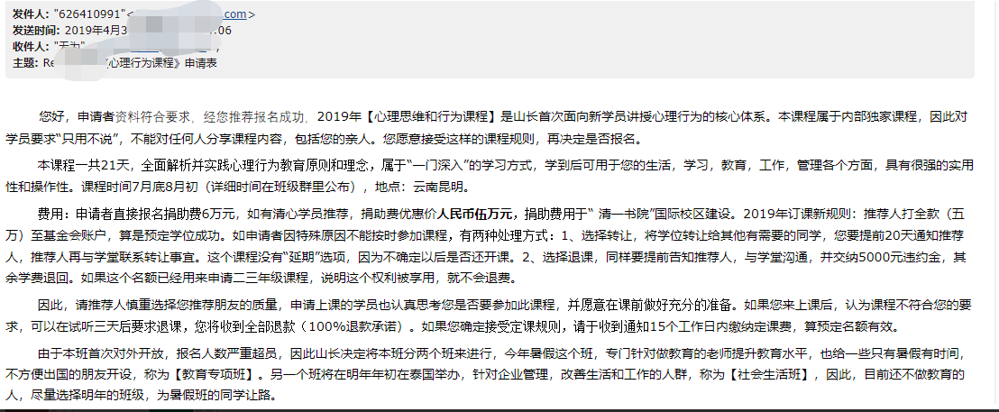 发件人: "626410991"< .com>
发送时间: 2019年4月3 :06
收件人: "无为" ,
主题: Re 《心理行为课程》申请表
您好，申请者资料符合要求，经您推荐报名成功，2019年【心理思维和行为课程】是山长首次面向新学员讲授心理行为的核心体系。本课程属于内部独家课程，因此对
学员要求“只用不说”，不能对任何人分享课程内容，包括您的亲人。您愿意接受这样的课程规则，再决定是否报名。
本课程一共21天，全面解析并实践心理行为教育原则和理念，属于“一门深入”的学习方式，学到后可用于您的生活，学习，教育，工作，管理各个方面，具有很强的实用
性和操作性。课程时间7月底8月初（详细时间在班级群里公布），地点：云南昆明。
费用：申请者直接报名捐助费6万元，如有清心学员推荐，捐助费优惠价人民币伍万元，捐助费用于“ 清一书院”国际校区建设。2019年订课新规则：推荐人打全款（五
万）至基金会账户，算是预定学位成功。如申请者因特殊原因不能按时参加课程，有两种处理方式：1、选择转让，将学位转让给其他有需要的同学，您要提前20天通知推荐
人，推荐人再与学堂联系转让事宜。这个课程没有“延期”选项，因为不确定以后是否还开课。2、选择退课，同样要提前告知推荐人，与学堂沟通，并交纳5000元违约金，其
余学费退回。如果这个名额已经用来申请二三年级课程，说明这个权利被享用，就不会退费。
因此，请推荐人慎重选择您推荐朋友的质量，申请上课的学员也认真思考您是否要参加此课程，并愿意在课前做好充分的准备。如果您来上课后，认为课程不符合您的要
求，可以在试听三天后要求退课，您将收到全部退款（100%退款承诺）。如果您确定接受定课规则，请于收到通知15个工作日内缴纳定课费，算预定名额有效。
由于本班首次对外开放，报名人数严重超员，因此山长决定将本班分两个班来进行，今年暑假这个班，专门针对做教育的老师提升教育水平，也给一些只有暑假有时间，
不方便出国的朋友开设，称为【教育专项班】。另一个班将在明年年初在泰国举办，针对企业管理，改善生活和工作的人群，称为【社会生活班】，因此，目前还不做教育的
人，尽量选择明年的班级，为暑假班的同学让路。